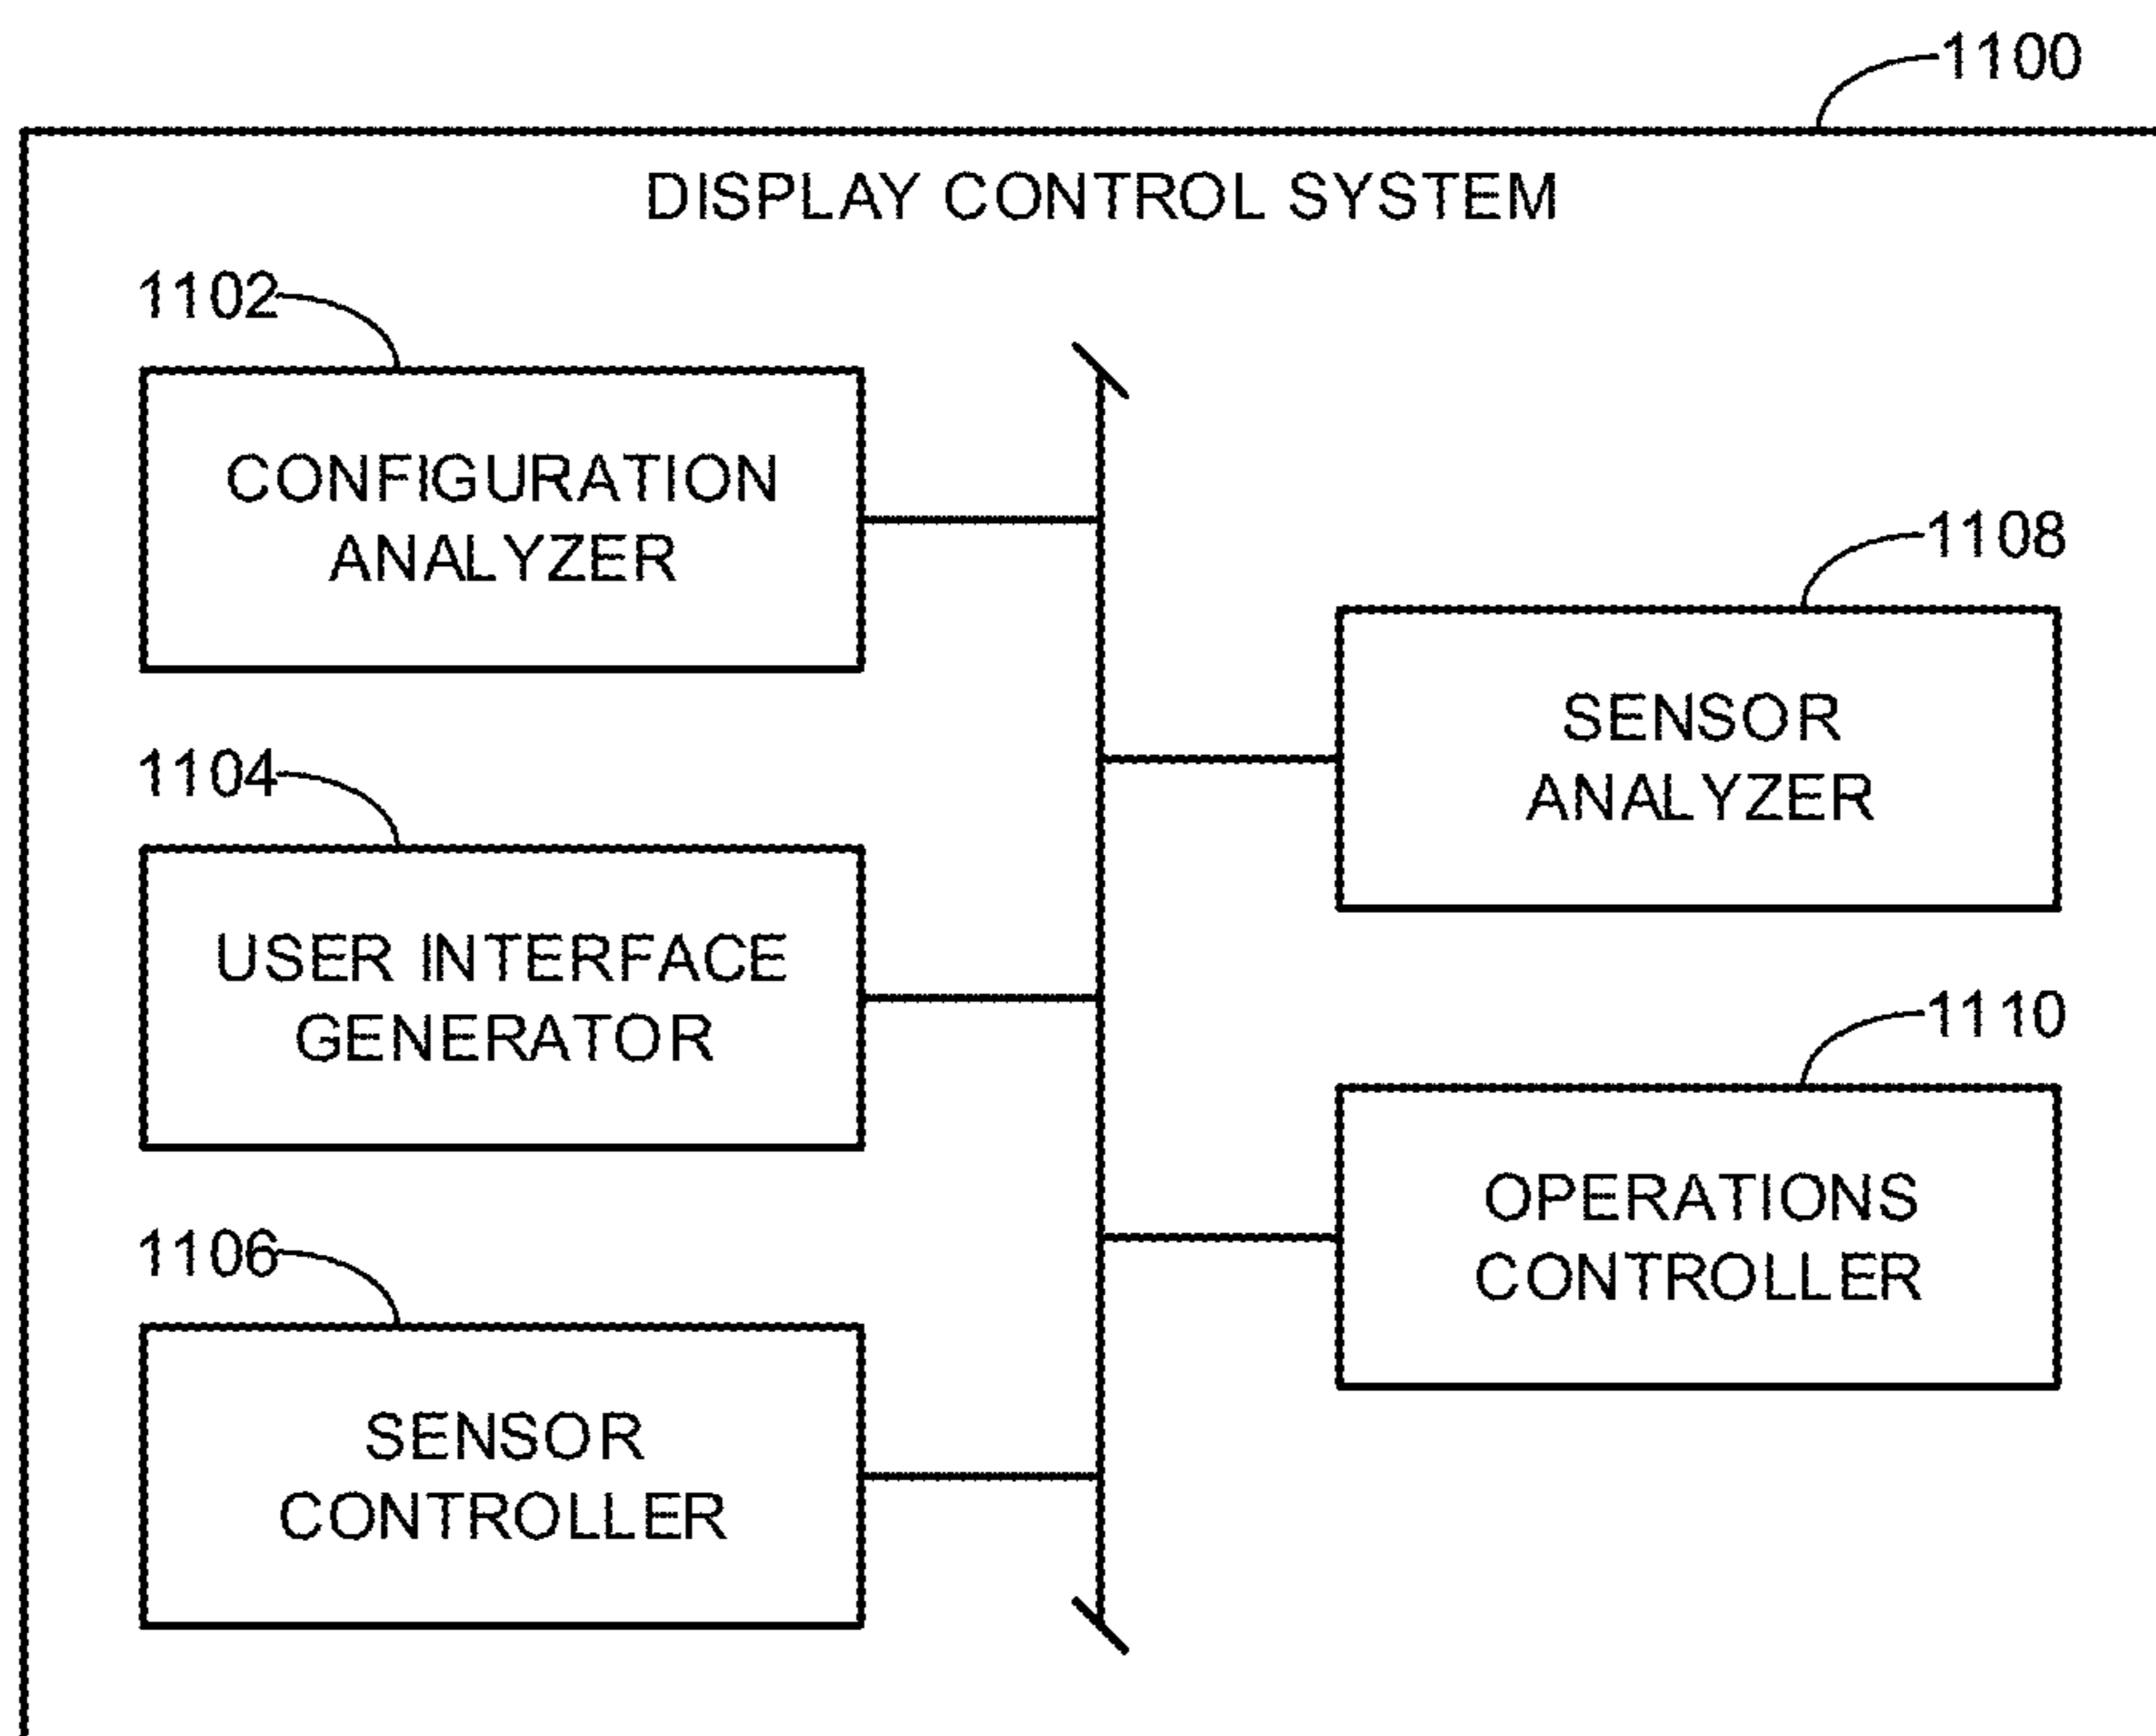 1100
DISPLAY CONTROL SYSTEM
1102
CONFIGURATION
ANALYZER
1104
USER INTERFACE
GENERATOR
1106
SENSOR
CONTROLLER
1108
SENSOR
ANALYZER
1110
OPERATIONS
CONTROLLER